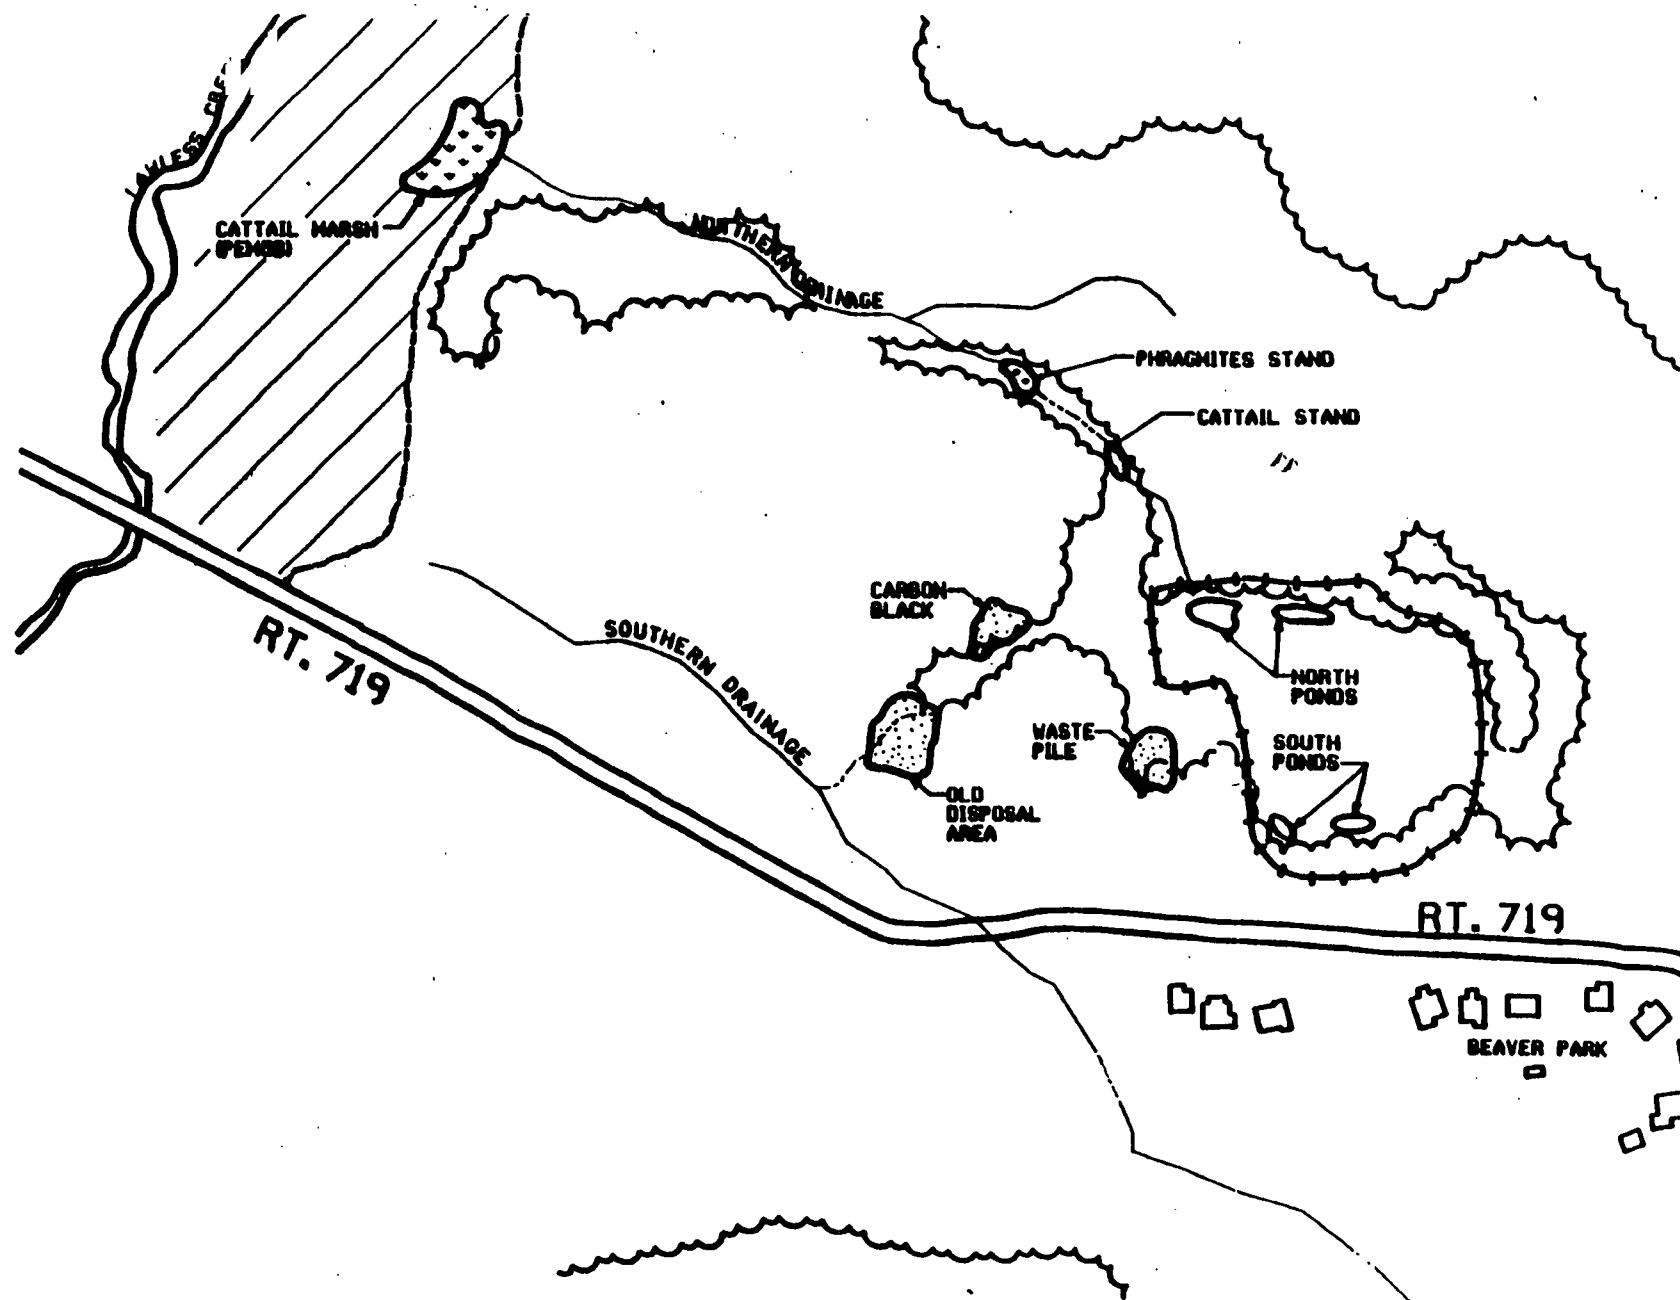 LAWLESS
CATTAIL MARSH
NORTHERN DRAINAGE
PHRAGMITES STAND
CATTAIL STAND
CARBON
BLACK
RT. 719
SOUTHERN DRAINAGE
NORTH
PONDS
WASTE
PILE
SOUTH
PONDS
OLD
DISPOSAL
AREA
RT. 719
BEAVER PARK